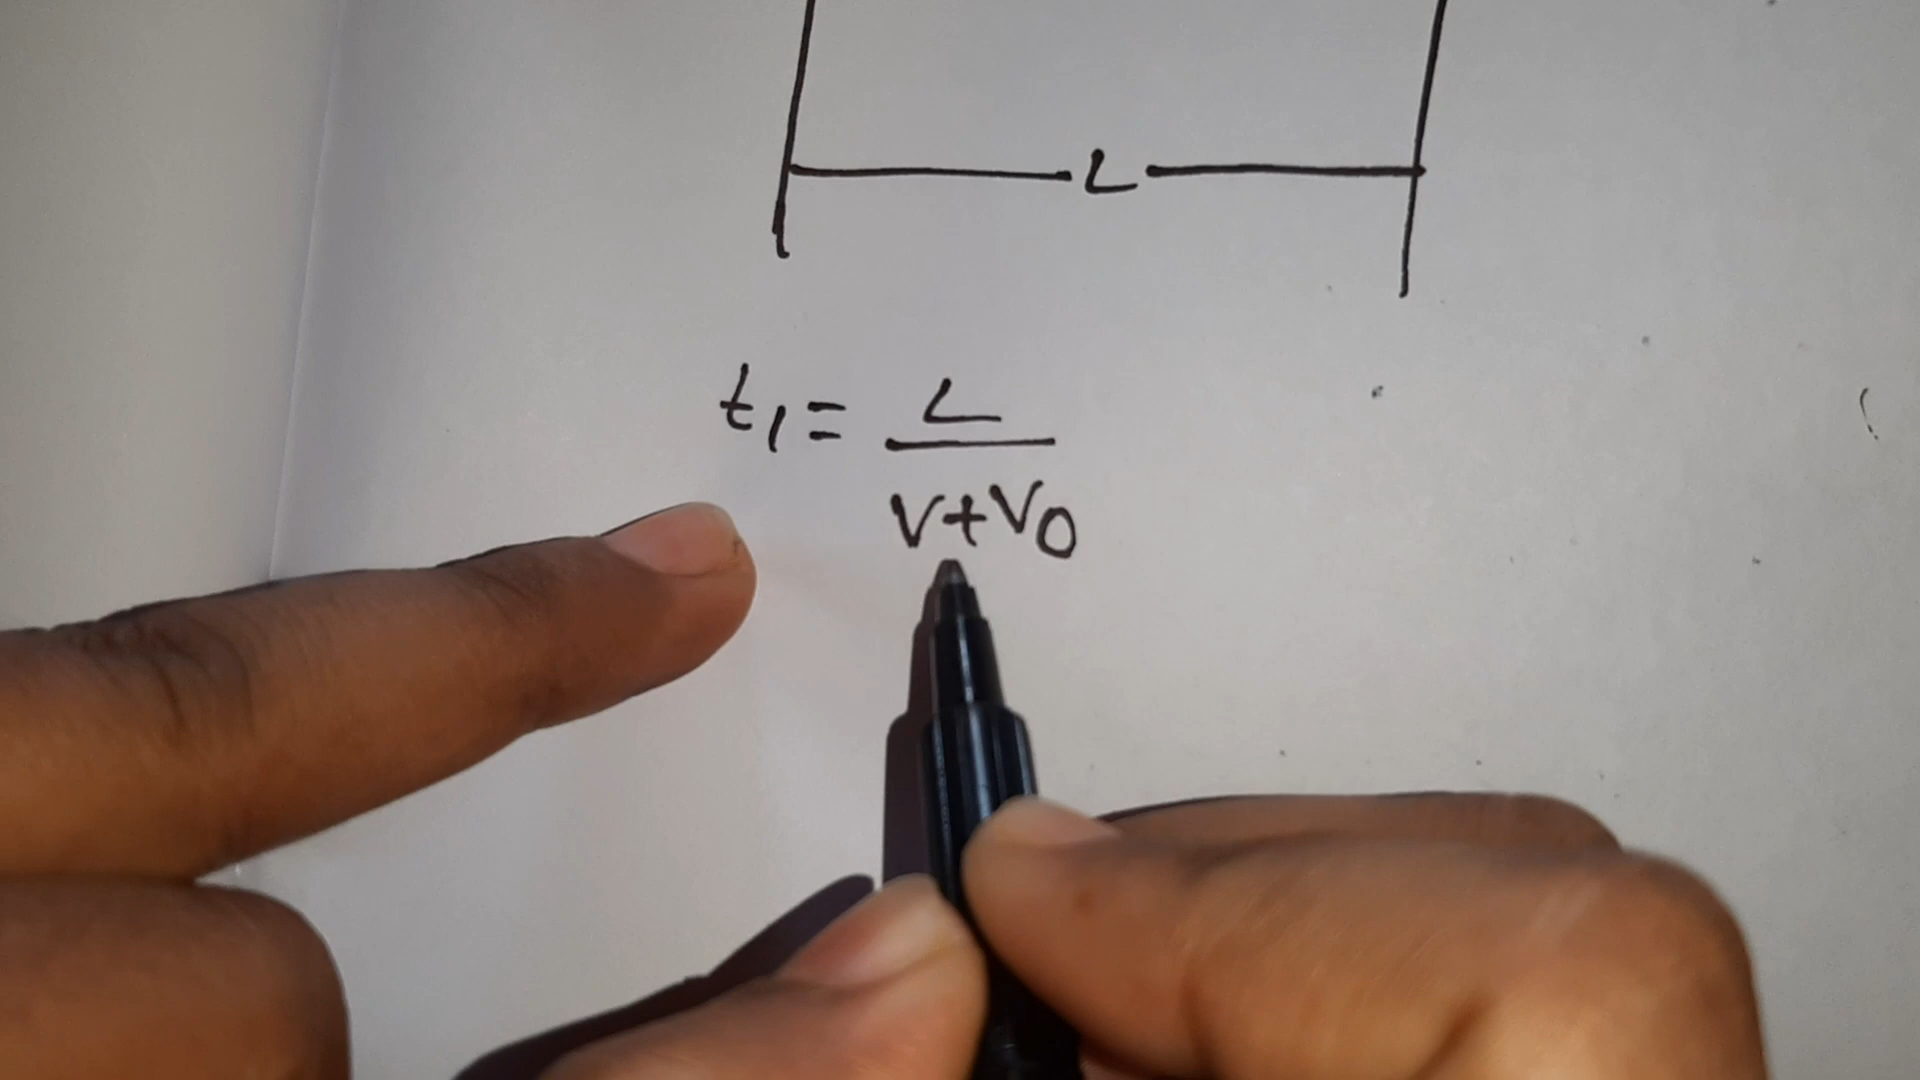 L
t₁ = L / V+V₀